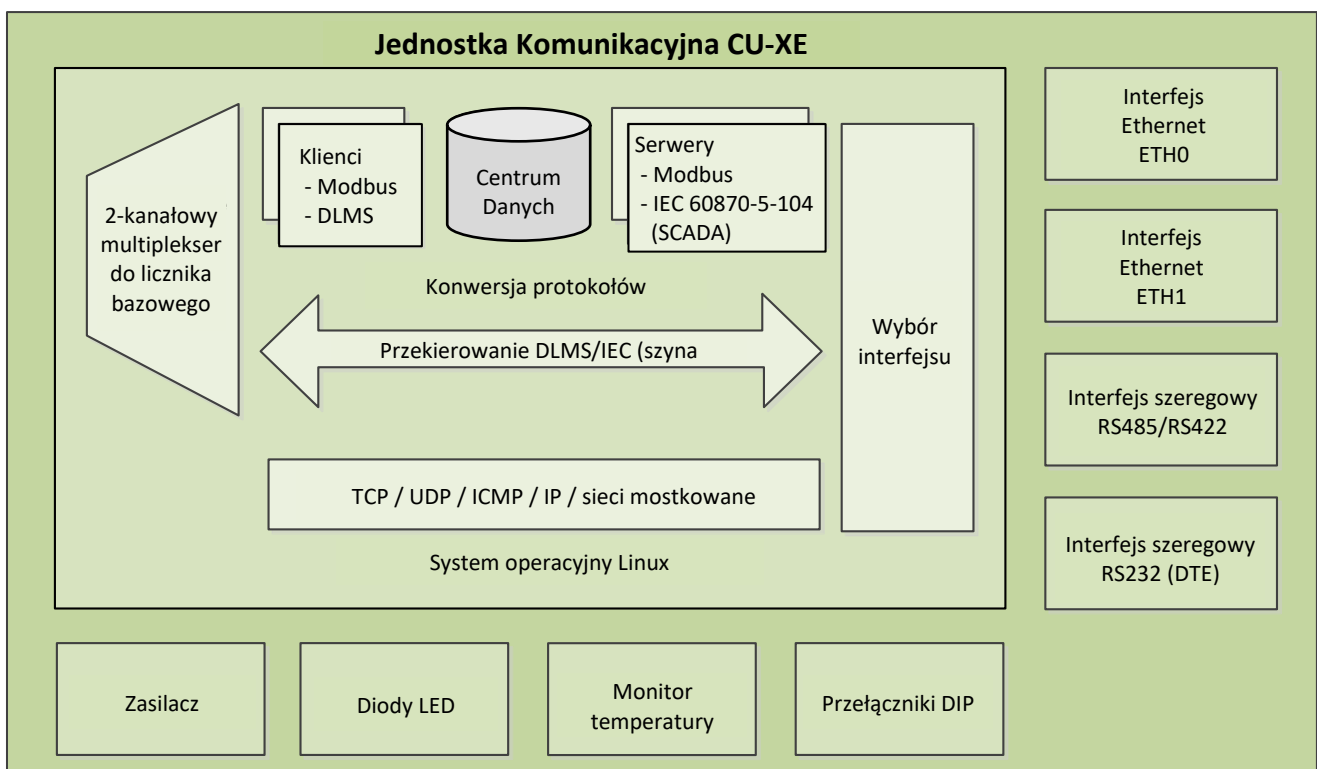 Jednostka Komunikacyjna CU-XE
2-kanałowy
multiplekser
do licznika
bazowego
Klienci
- Modbus
- DLMS
Centrum
Danych
Serwery
- Modbus
- IEC 60870-5-104
(SCADA)
Konwersja protokołów
Przekierowanie DLMS/IEC (szyna
TCP / UDP / ICMP / IP / sieci mostkowane
System operacyjny Linux
Wybór
interfejsu
Interfejs
Ethernet
ETH0
Interfejs
Ethernet
ETH1
Interfejs szeregowy
RS485/RS422
Interfejs szeregowy
RS232 (DTE)
Zasilacz
Diody LED
Monitor
temperatury
Przełączniki DIP